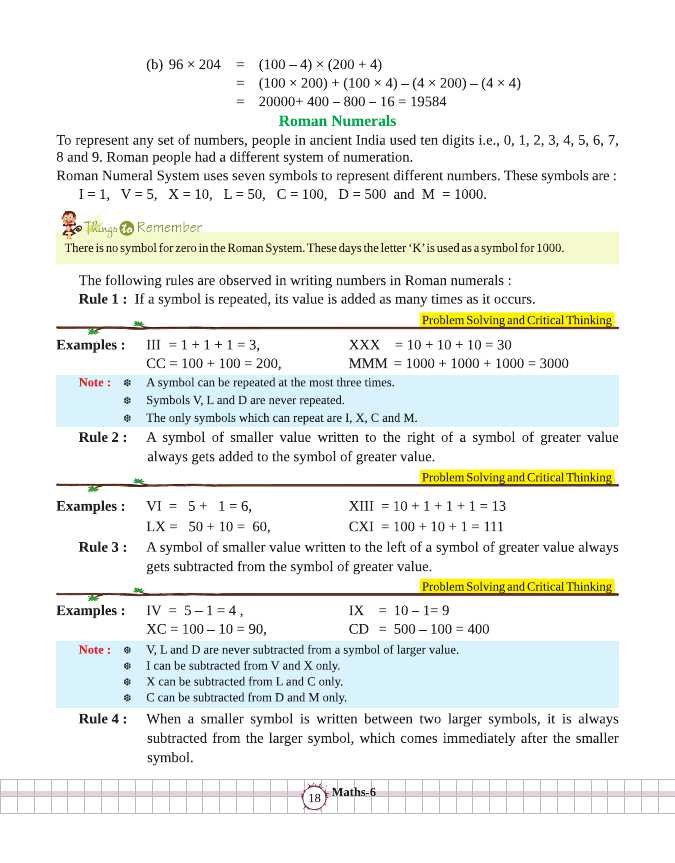 (b) 96 × 204 = (100 – 4) × (200 + 4)
= (100 × 200) + (100 × 4) – (4 × 200) – (4 × 4)
= 20000+ 400 – 800 – 16 = 19584
Roman Numerals
To represent any set of numbers, people in ancient India used ten digits i.e., 0, 1, 2, 3, 4, 5, 6, 7,
8 and 9. Roman people had a different system of numeration.
Roman Numeral System uses seven symbols to represent different numbers. These symbols are :
I = 1, V = 5, X = 10, L = 50, C = 100, D = 500 and M = 1000.
Things to Remember
There is no symbol for zero in the Roman System. These days the letter ‘K’ is used as a symbol for 1000.
The following rules are observed in writing numbers in Roman numerals :
Rule 1 : If a symbol is repeated, its value is added as many times as it occurs.
Problem Solving and Critical Thinking
Examples : III = 1 + 1 + 1 = 3, XXX = 10 + 10 + 10 = 30
CC = 100 + 100 = 200, MMM = 1000 + 1000 + 1000 = 3000
Note : ❆ A symbol can be repeated at the most three times.
❆ Symbols V, L and D are never repeated.
❆ The only symbols which can repeat are I, X, C and M.
Rule 2 : A symbol of smaller value written to the right of a symbol of greater value
always gets added to the symbol of greater value.
Problem Solving and Critical Thinking
Examples : VI = 5 + 1 = 6, XIII = 10 + 1 + 1 + 1 = 13
LX = 50 + 10 = 60, CXI = 100 + 10 + 1 = 111
Rule 3 : A symbol of smaller value written to the left of a symbol of greater value always
gets subtracted from the symbol of greater value.
Problem Solving and Critical Thinking
Examples : IV = 5 – 1 = 4 , IX = 10 – 1= 9
XC = 100 – 10 = 90, CD = 500 – 100 = 400
Note : ❆ V, L and D are never subtracted from a symbol of larger value.
❆ I can be subtracted from V and X only.
❆ X can be subtracted from L and C only.
❆ C can be subtracted from D and M only.
Rule 4 : When a smaller symbol is written between two larger symbols, it is always
subtracted from the larger symbol, which comes immediately after the smaller
symbol.
18 Maths-6